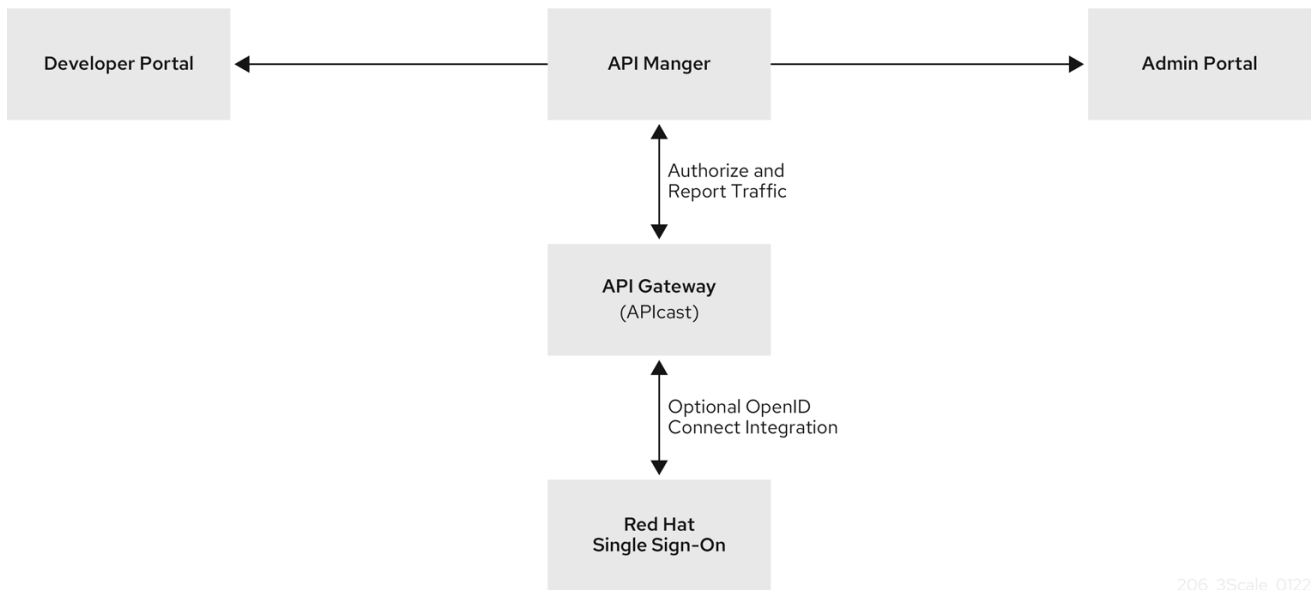 Developer Portal
API Manger
Admin Portal
Authorize and
Report Traffic
API Gateway
(APIcast)
Optional OpenID
Connect Integration
Red Hat
Single Sign-On
206_3Scale_0122